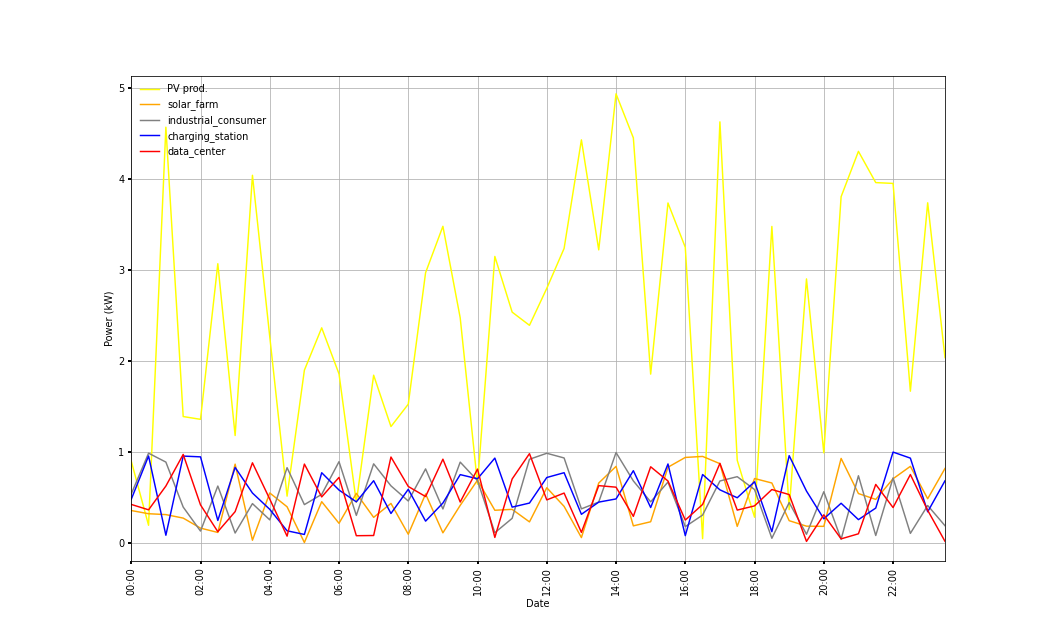 PV prod.
solar_farm
industrial_consumer
charging_station
data_center
5
4
3
2
1
0
Power (kW)
00:00
02:00
04:00
06:00
08:00
10:00
12:00
14:00
16:00
18:00
20:00
22:00
Date